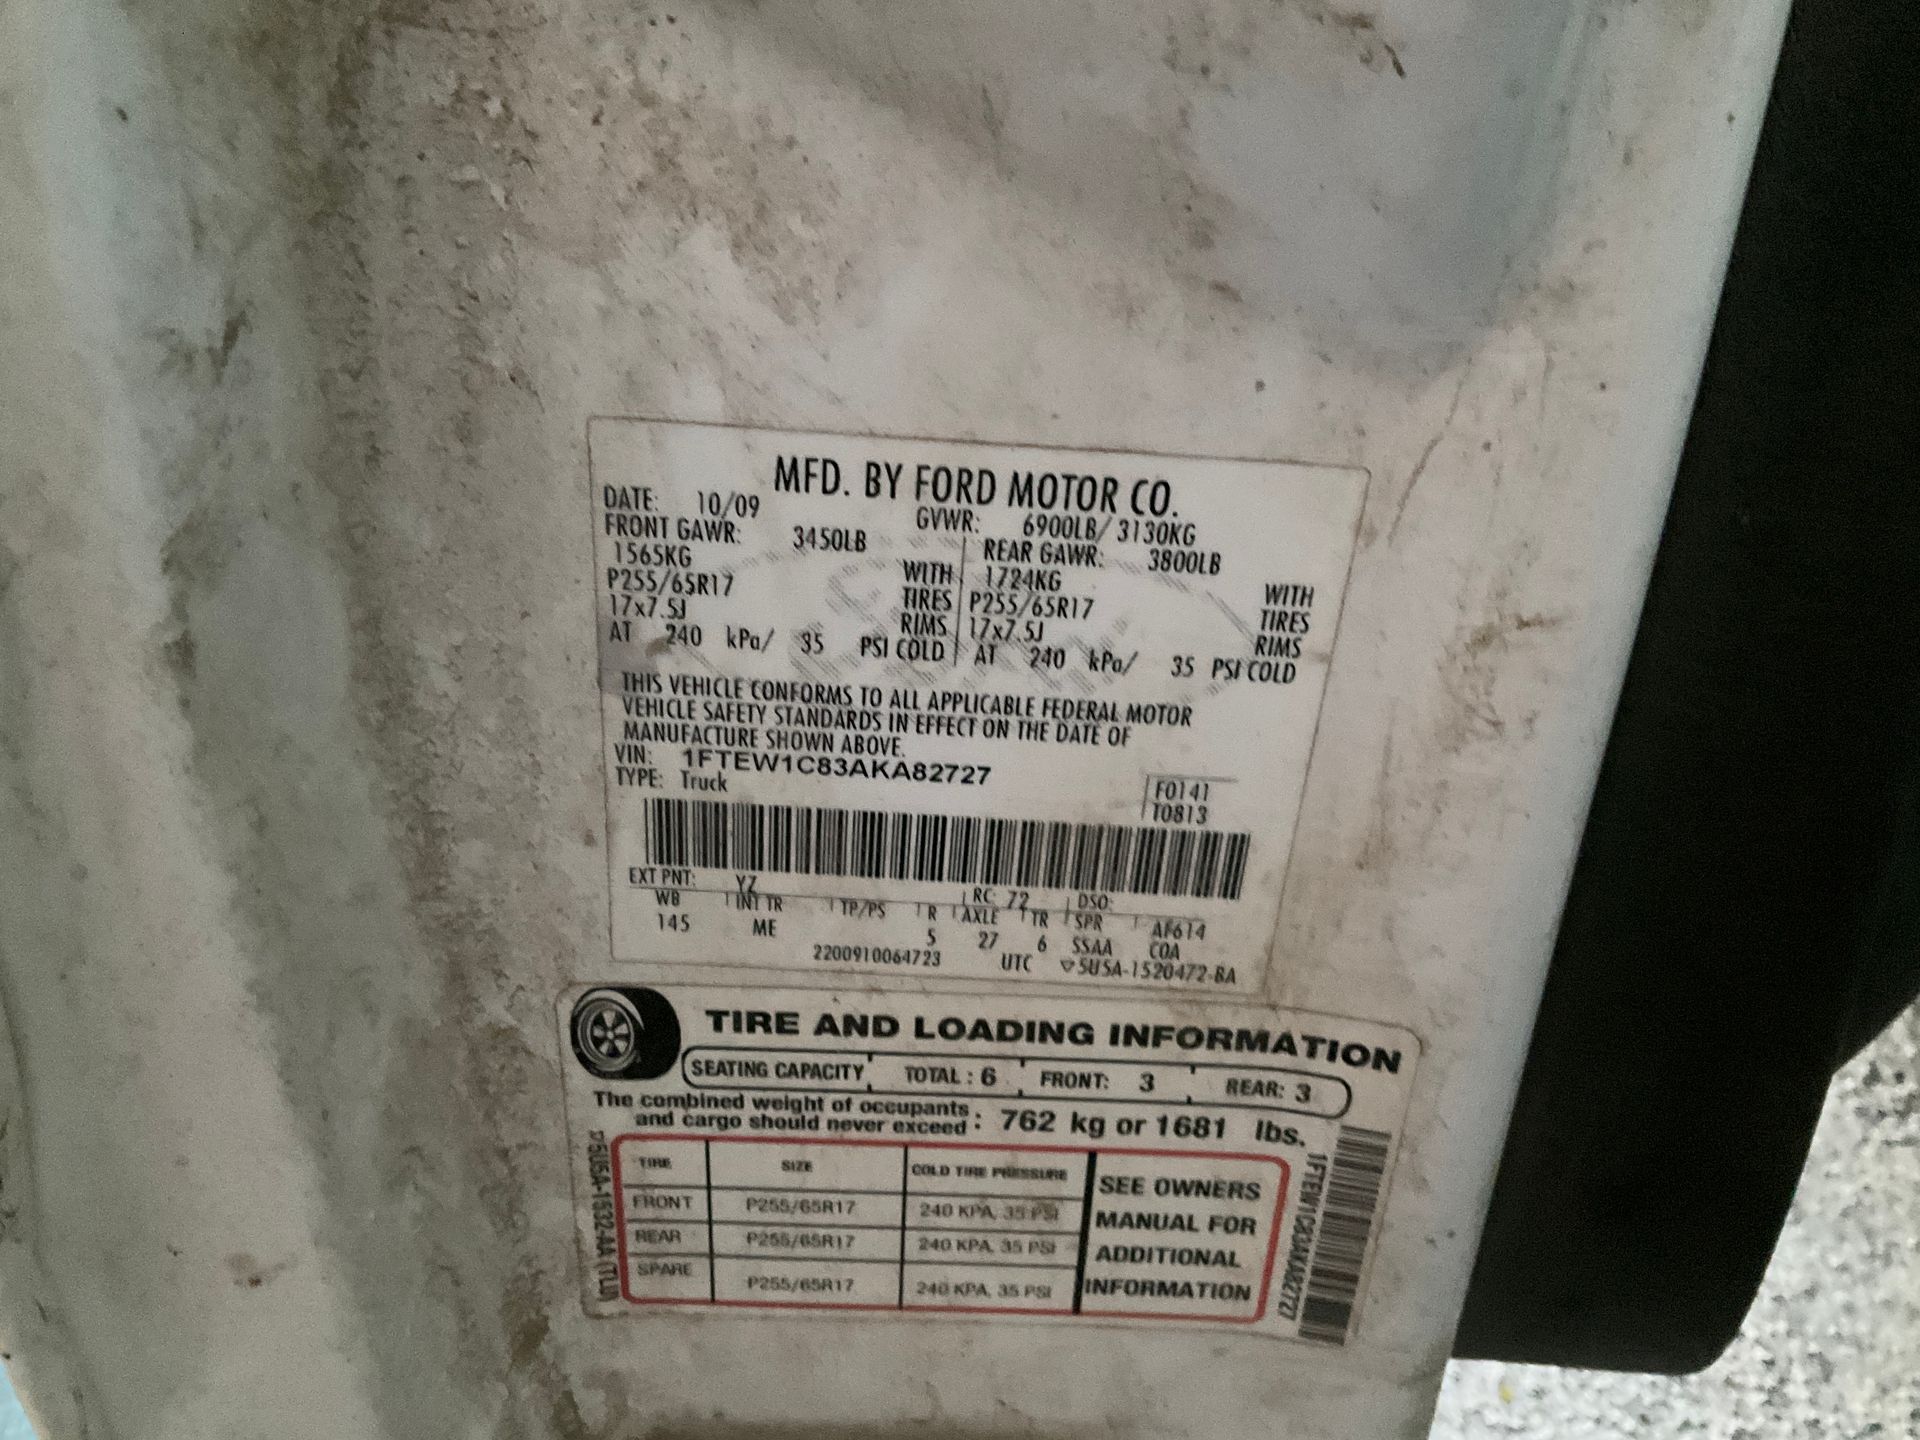 MFD. BY FORD MOTOR CO.
DATE: 10/09 GVWR: 6900LB/ 3130KG
FRONT GAWR: 3450LB REAR GAWR: 3800LB
1565KG WITH 1724KG WITH
P255/65R17 TIRES P255/65R17 TIRES
17x7.5J RIMS 17x7.5J RIMS
AT 240 kPa/ 35 PSI COLD AT 240 kPa/ 35 PSI COLD
THIS VEHICLE CONFORMS TO ALL APPLICABLE FEDERAL MOTOR
VEHICLE SAFETY STANDARDS IN EFFECT ON THE DATE OF
MANUFACTURE SHOWN ABOVE.
VIN: 1FTEW1C83AKA82727
TYPE: Truck F0141
T0813
EXT PNT: YZ RC: 72 DSO:
WB INT TR TP/PS R AXLE TR SPR AF614
145 ME 5 27 6 SSAA COA
2200910064723 UTC ▽5U5A-1520472-BA
TIRE AND LOADING INFORMATION
SEATING CAPACITY TOTAL : 6 FRONT: 3 REAR: 3
The combined weight of occupants
and cargo should never exceed : 762 kg or 1681 lbs.
TIRE SIZE COLD TIRE PRESSURE
FRONT P255/65R17 240 KPA, 35 PSI
REAR P255/65R17 240 KPA, 35 PSI
SPARE P255/65R17 240 KPA, 35 PSI
SEE OWNERS
MANUAL FOR
ADDITIONAL
INFORMATION
5U5A-1532-AA (TLU)
1FTEW1C83AKA82727